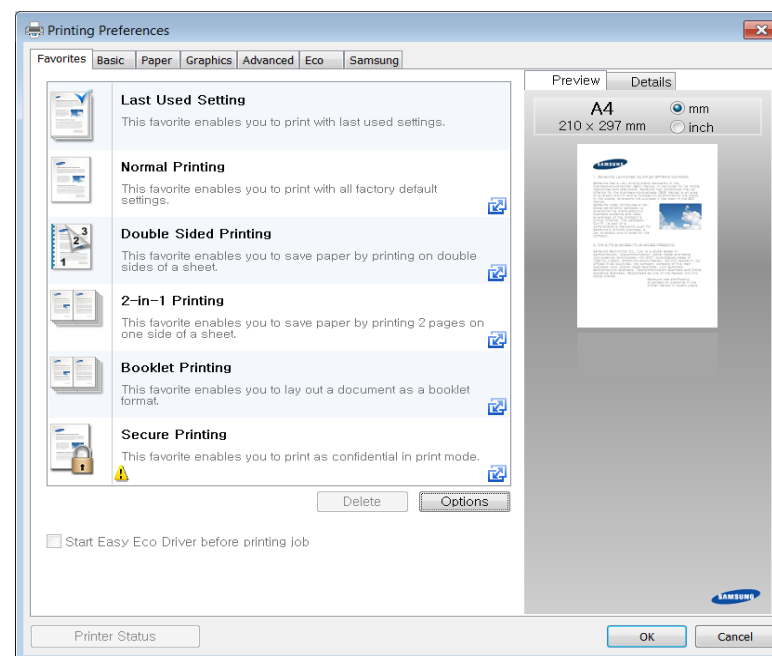 Printing Preferences
Favorites Basic Paper Graphics Advanced Eco Samsung
Last Used Setting
This favorite enables you to print with last used settings.
Normal Printing
This favorite enables you to print with all factory default
settings.
3
2
1
Double Sided Printing
This favorite enables you to save paper by printing on double
sides of a sheet.
2-in-1 Printing
This favorite enables you to save paper by printing 2 pages on
one side of a sheet.
Booklet Printing
This favorite enables you to lay out a document as a booklet
format.
Secure Printing
This favorite enables you to print as confidential in print mode.
Delete Options
Start Easy Eco Driver before printing job
Printer Status
Preview Details
A4
210 x 297 mm
mm
inch
SAMSUNG
SAMSUNG
OK Cancel